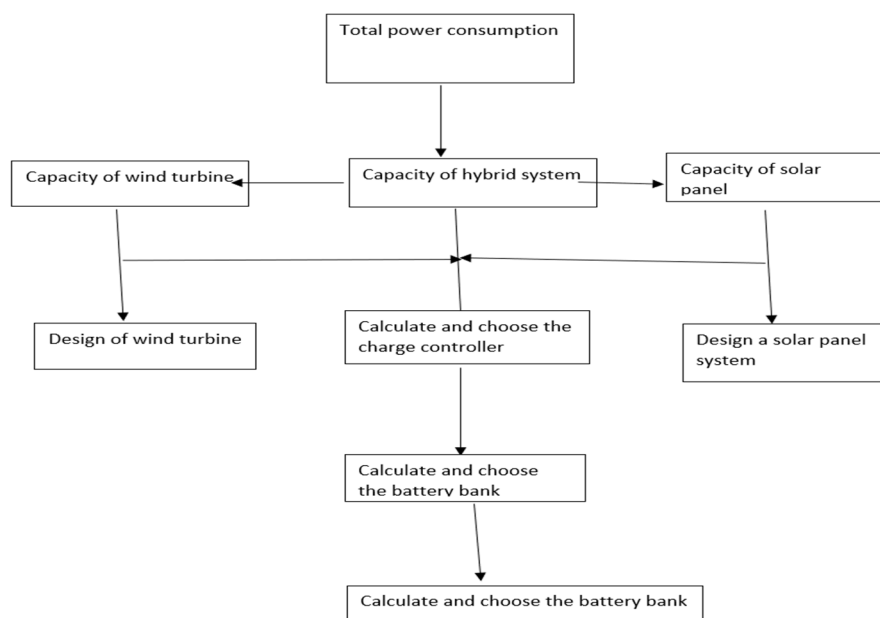 Total power consumption
Capacity of wind turbine
Capacity of hybrid system
Capacity of solar
panel
Design of wind turbine
Calculate and choose the
charge controller
Design a solar panel
system
Calculate and choose
the battery bank
Calculate and choose the battery bank